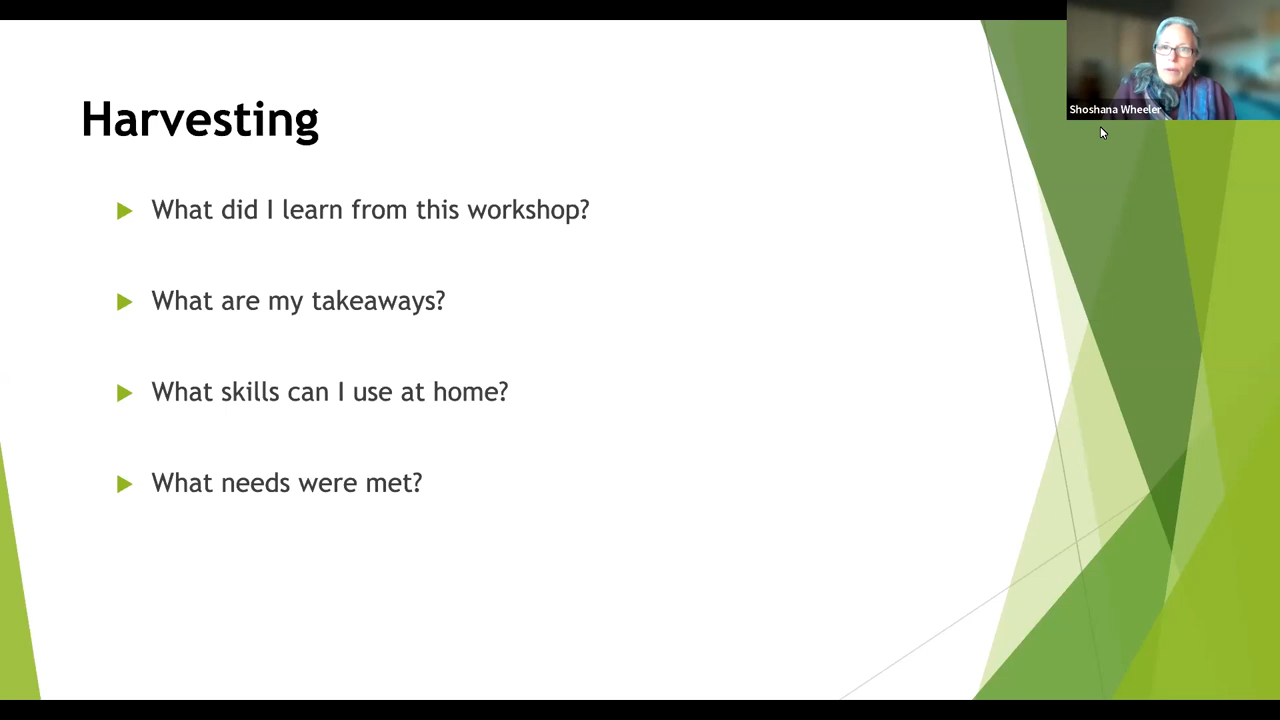 Harvesting
What did I learn from this workshop?
What are my takeaways?
What skills can I use at home?
What needs were met?
Shoshana Wheeler